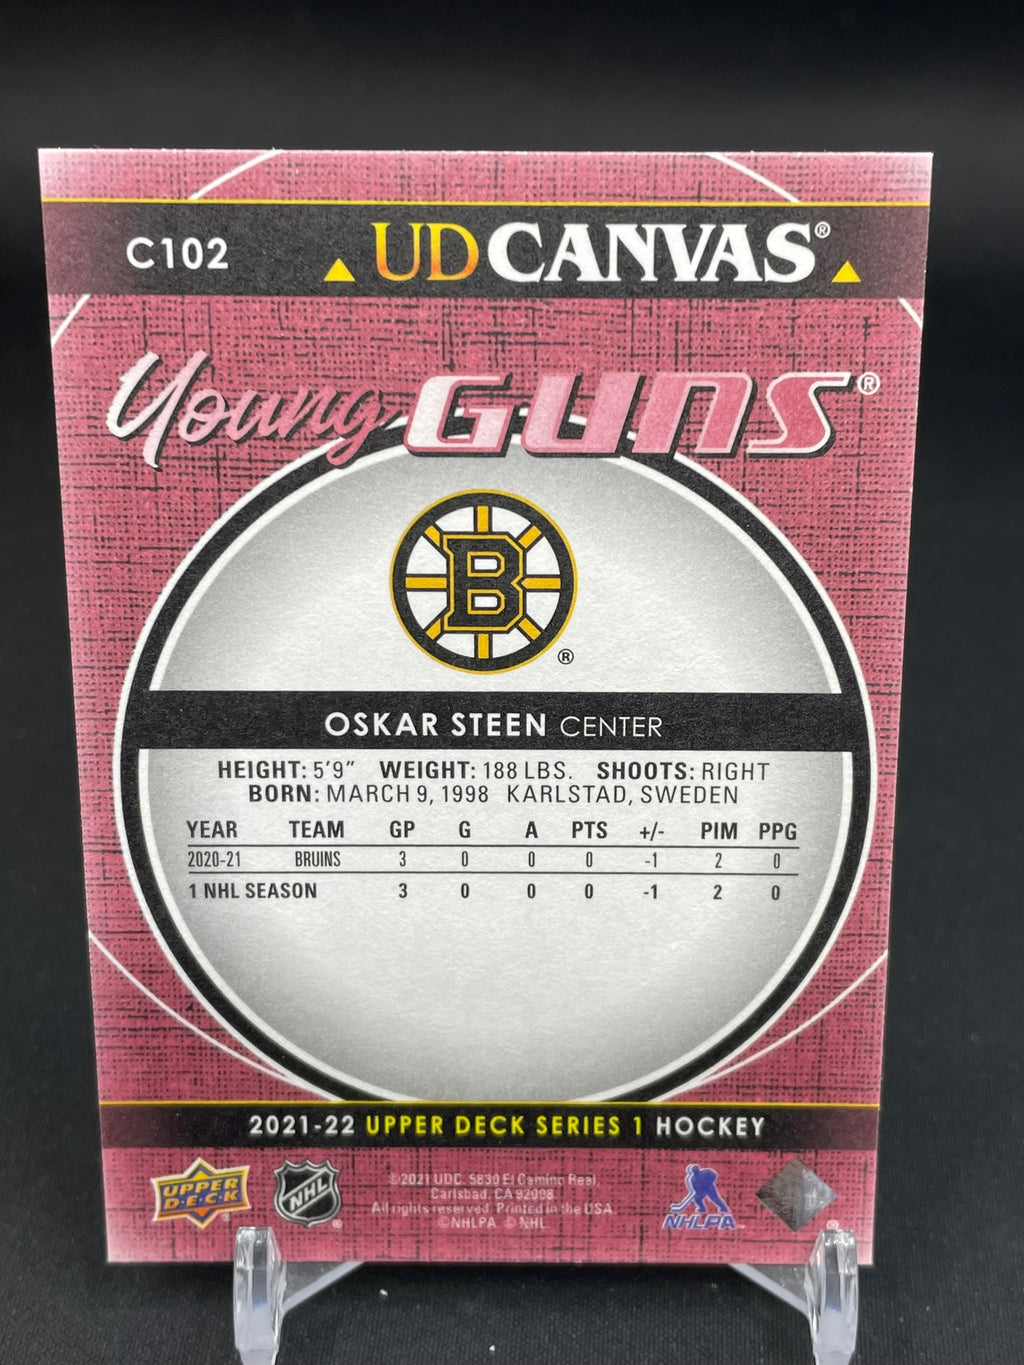 C102
UD CANVAS®
Young GUNS®
B
®
OSKAR STEEN CENTER
HEIGHT: 5'9" WEIGHT: 188 LBS. SHOOTS: RIGHT
BORN: MARCH 9, 1998 KARLSTAD, SWEDEN
YEAR TEAM GP G A PTS +/- PIM PPG
2020-21 BRUINS 3 0 0 0 -1 2 0
1 NHL SEASON 3 0 0 0 -1 2 0
2021-22 UPPER DECK SERIES 1 HOCKEY
UPPER
D·E·C·K
NHL
®
©2021 UDC. 5830 El Camino Real,
Carlsbad, CA 92008.
All rights reserved. Printed in the USA.
©NHLPA © NHL
NHLPA
®